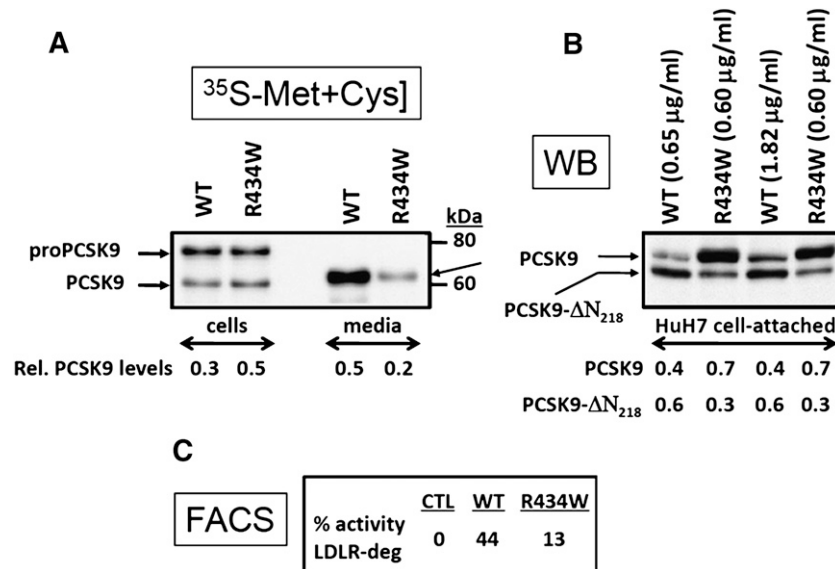 A
³⁵S-Met+Cys]
WT
R434W
WT
R434W
kDa
proPCSK9
80
PCSK9
60
cells
media
Rel. PCSK9 levels 0.3 0.5 0.5 0.2
B
WB
WT (0.65 µg/ml)
R434W (0.60 µg/ml)
WT (1.82 µg/ml)
R434W (0.60 µg/ml)
PCSK9
PCSK9-ΔN₂₁₈
HuH7 cell-attached
PCSK9 0.4 0.7 0.4 0.7
PCSK9-ΔN₂₁₈ 0.6 0.3 0.6 0.3
C
FACS
CTL WT R434W
% activity
LDLR-deg 0 44 13